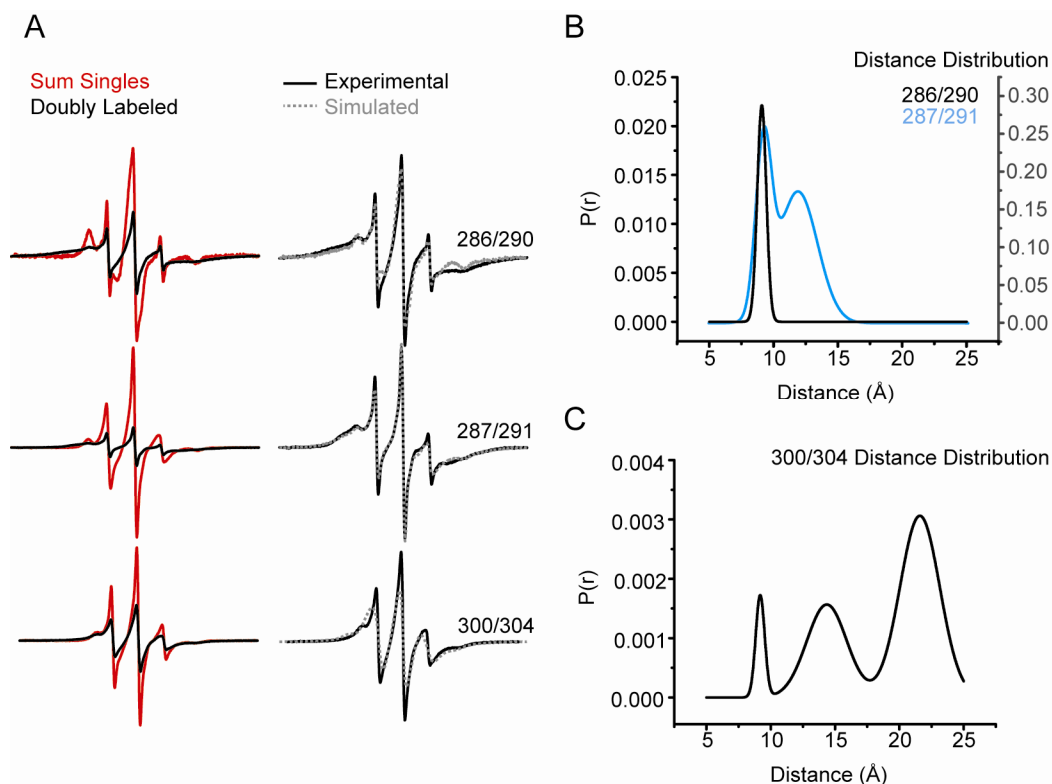 A
Sum Singles
Doubly Labeled
Experimental
Simulated
286/290
287/291
300/304
B
Distance Distribution
286/290
287/291
0.025
0.020
0.015
0.010
0.005
0.000
P(r)
0.30
0.25
0.20
0.15
0.10
0.05
0.00
5 10 15 20 25
Distance (Å)
C
300/304 Distance Distribution
0.004
0.003
0.002
0.001
0.000
P(r)
5 10 15 20 25
Distance (Å)